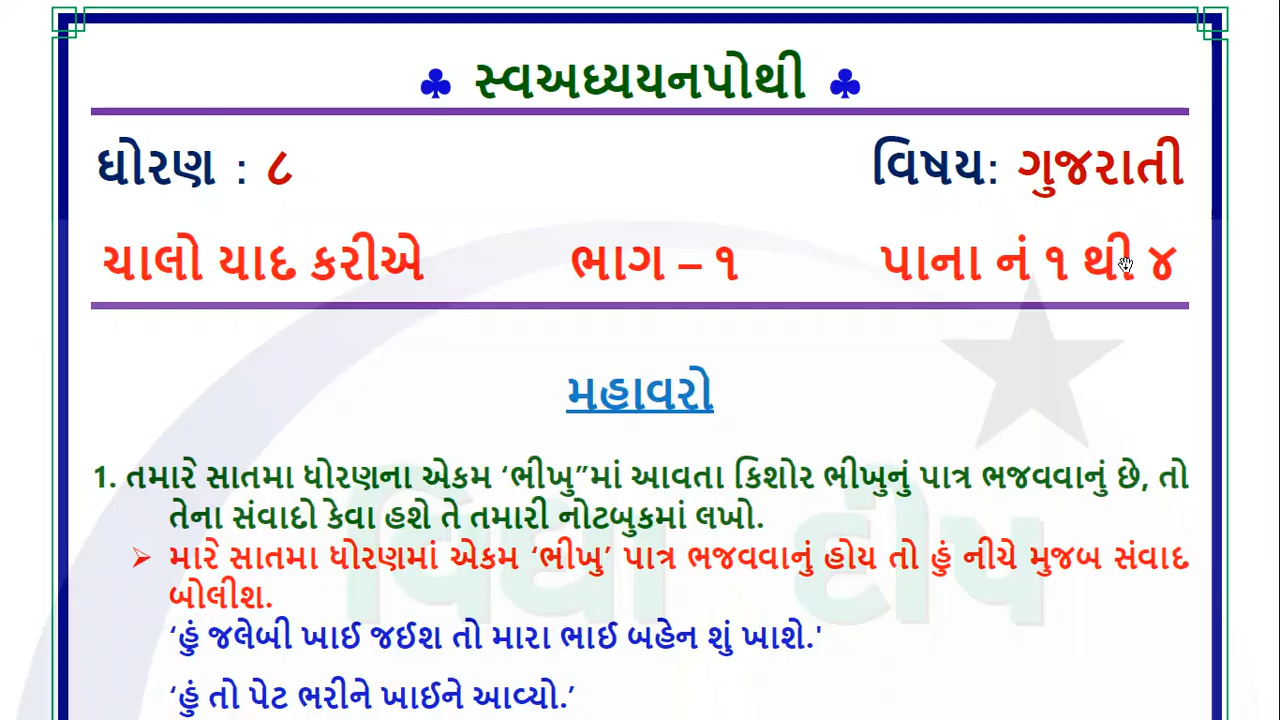 ♣ સ્વઅધ્યયનપોથી ♣
ધોરણ : ૮ વિષય: ગુજરાતી
ચાલો યાદ કરીએ ભાગ – ૧ પાના નં ૧ થી ૪
મહાવરો
1. તમારે સાતમા ધોરણના એકમ ‘ભીખુ”માં આવતા કિશોર ભીખુનું પાત્ર ભજવવાનું છે, તો
તેના સંવાદો કેવા હશે તે તમારી નોટબુકમાં લખો.
➢ મારે સાતમા ધોરણમાં એકમ ‘ભીખુ’ પાત્ર ભજવવાનું હોય તો હું નીચે મુજબ સંવાદ
બોલીશ.
‘હું જલેબી ખાઈ જઈશ તો મારા ભાઈ બહેન શું ખાશે.'
‘હું તો પેટ ભરીને ખાઈને આવ્યો.’
વિદ્યા દીપ